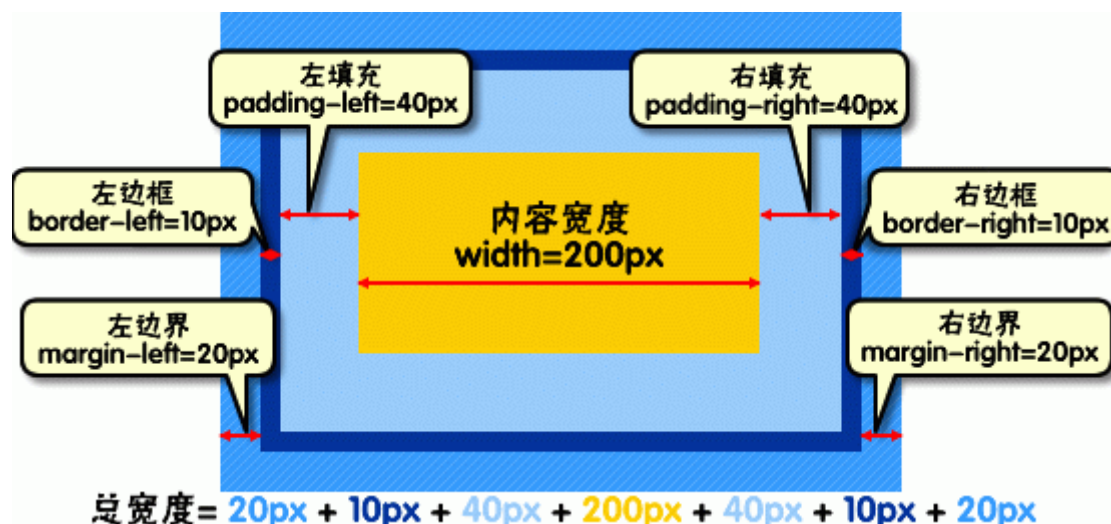 左填充
padding-left=40px
右填充
padding-right=40px
左边框
border-left=10px
内容宽度
width=200px
右边框
border-right=10px
左边界
margin-left=20px
右边界
margin-right=20px
总宽度= 20px + 10px + 40px + 200px + 40px + 10px + 20px